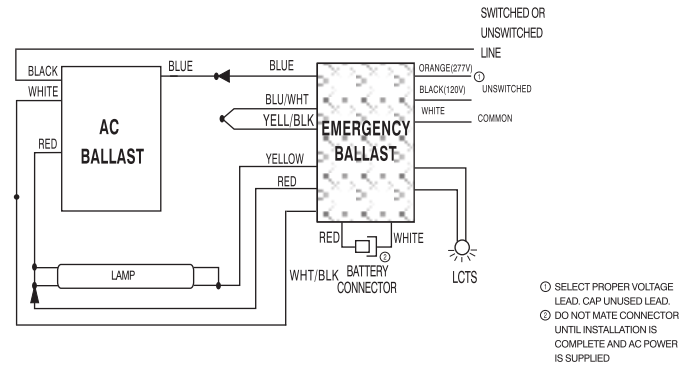 SWITCHED OR
UNSWITCHED
LINE
BLACK
BLUE
BLUE
ORANGE(277V)
①
WHITE
BLACK(120V)
UNSWITCHED
BLU/WHT
AC
BALLAST
YELL/BLK
EMERGENCY
BALLAST
WHITE
COMMON
RED
YELLOW
RED
RED
WHITE
②
LAMP
WHT/BLK
BATTERY
CONNECTOR
LCTS
① SELECT PROPER VOLTAGE
LEAD. CAP UNUSED LEAD.
② DO NOT MATE CONNECTOR
UNTIL INSTALLATION IS
COMPLETE AND AC POWER
IS SUPPLIED